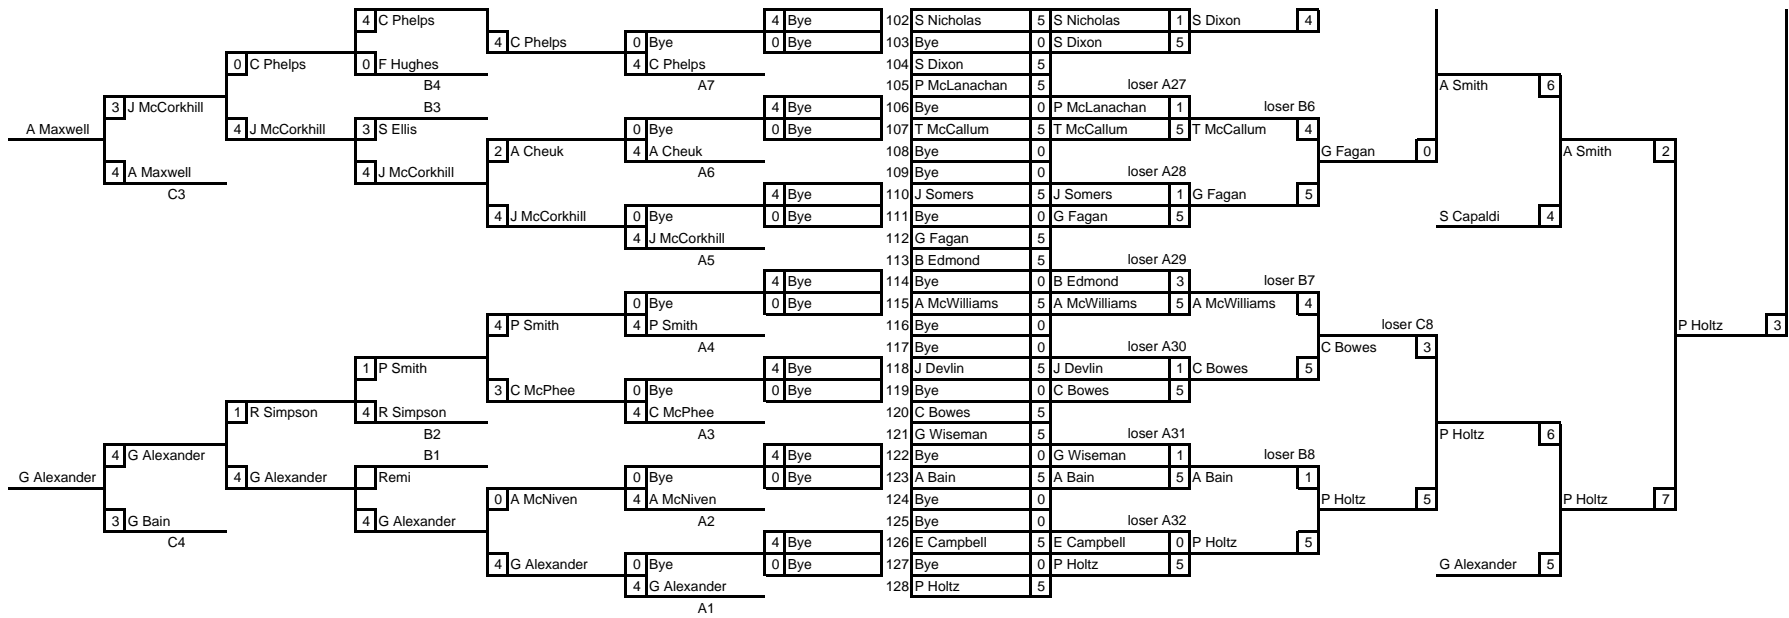 4 C Phelps 4 Bye 102 S Nicholas 5 S Nicholas 1 S Dixon 4
4 C Phelps 0 Bye 0 Bye 103 Bye 0 S Dixon 5
0 C Phelps 0 F Hughes 4 C Phelps 104 S Dixon 5
B4 A7 105 P McLanachan 5 loser A27 A Smith 6
3 J McCorkhill B3 4 Bye 106 Bye 0 P McLanachan 1 loser B6
A Maxwell 4 J McCorkhill 3 S Ellis 0 Bye 0 Bye 107 T McCallum 5 T McCallum 5 T McCallum 4
2 A Cheuk 4 A Cheuk 108 Bye 0 G Fagan 0 A Smith 2
4 A Maxwell 4 J McCorkhill A6 109 Bye 0 loser A28
C3 4 Bye 110 J Somers 5 J Somers 1 G Fagan 5
4 J McCorkhill 0 Bye 0 Bye 111 Bye 0 G Fagan 5 S Capaldi 4
4 J McCorkhill 112 G Fagan 5
A5 113 B Edmond 5 loser A29
4 Bye 114 Bye 0 B Edmond 3 loser B7
0 Bye 0 Bye 115 A McWilliams 5 A McWilliams 5 A McWilliams 4
4 P Smith 4 P Smith 116 Bye 0 loser C8 P Holtz 3
A4 117 Bye 0 loser A30 C Bowes 3
1 P Smith 4 Bye 118 J Devlin 5 J Devlin 1 C Bowes 5
3 C McPhee 0 Bye 0 Bye 119 Bye 0 C Bowes 5
1 R Simpson 4 R Simpson 4 C McPhee 120 C Bowes 5
B2 A3 121 G Wiseman 5 loser A31 P Holtz 6
4 G Alexander B1 4 Bye 122 Bye 0 G Wiseman 1 loser B8
G Alexander 4 G Alexander Remi 0 Bye 0 Bye 123 A Bain 5 A Bain 5 A Bain 1
0 A McNiven 4 A McNiven 124 Bye 0 P Holtz 5 P Holtz 7
3 G Bain 4 G Alexander A2 125 Bye 0 loser A32
C4 4 Bye 126 E Campbell 5 E Campbell 0 P Holtz 5
4 G Alexander 0 Bye 0 Bye 127 Bye 0 P Holtz 5 G Alexander 5
4 G Alexander 128 P Holtz 5
A1